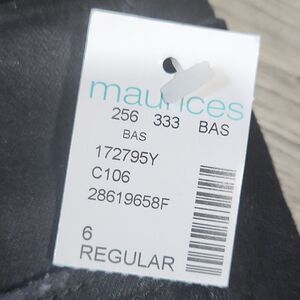 maurices
256 333 BAS
BAS
172795Y
C106
28619658F
6
REGULAR